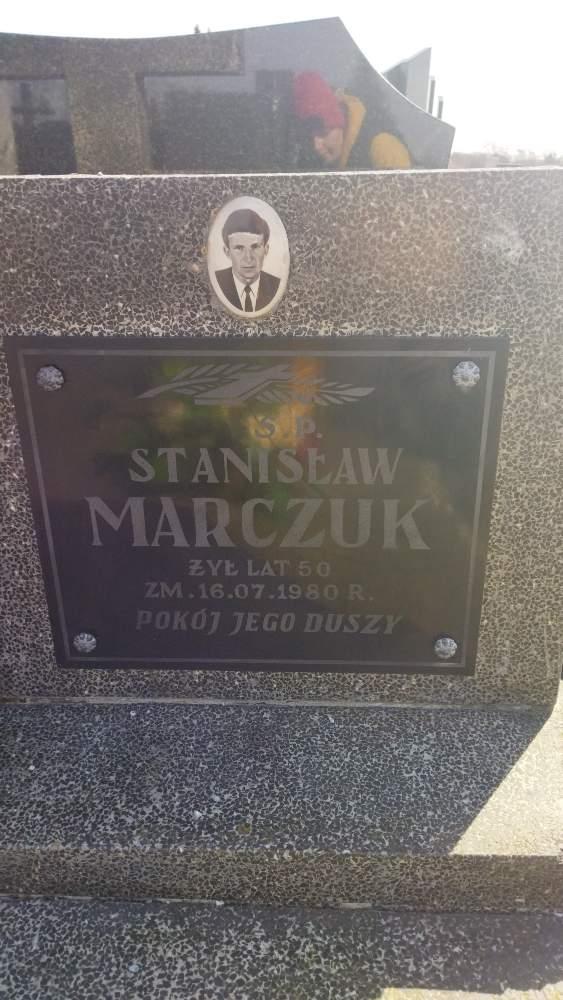 Ś. P.
STANISŁAW
MARCZUK
ŻYŁ LAT 50
ZM. 16.07.1980 R.
POKÓJ JEGO DUSZY